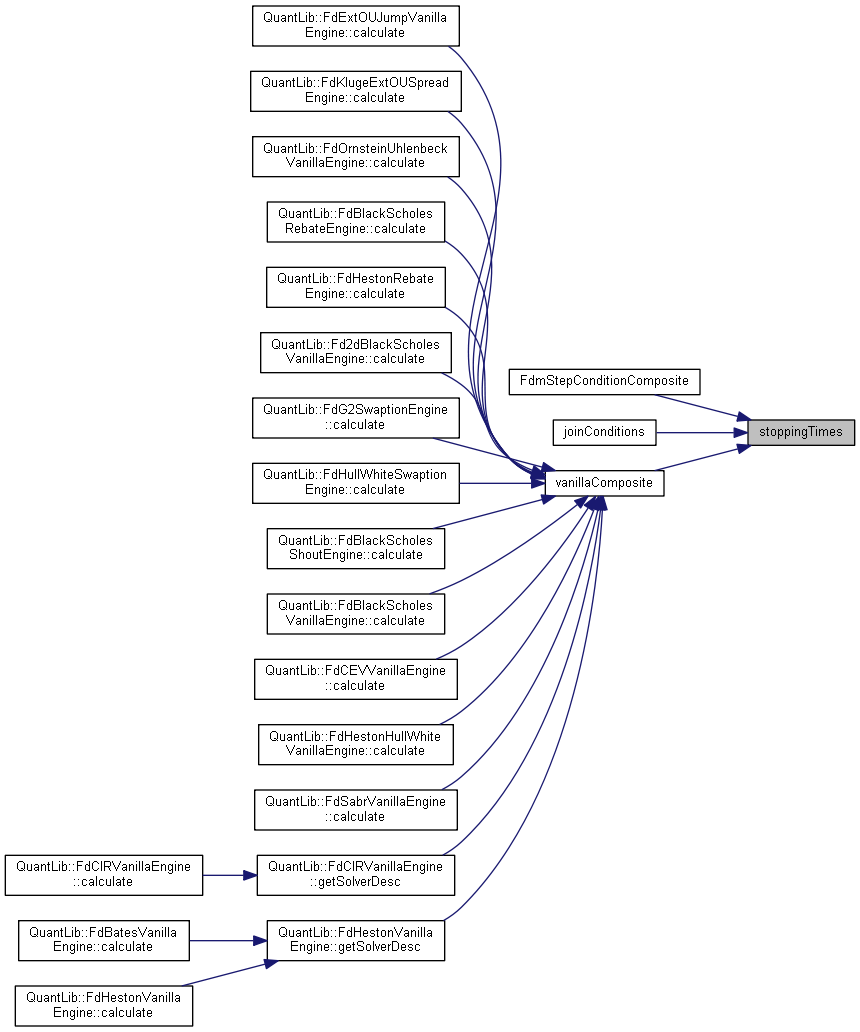 QuantLib::FdExtOUJumpVanilla
Engine::calculate
QuantLib::FdKlugeExtOUSpread
Engine::calculate
QuantLib::FdOrnsteinUhlenbeck
VanillaEngine::calculate
QuantLib::FdBlackScholes
RebateEngine::calculate
QuantLib::FdHestonRebate
Engine::calculate
QuantLib::Fd2dBlackScholes
VanillaEngine::calculate
FdmStepConditionComposite
QuantLib::FdG2SwaptionEngine
::calculate
joinConditions
stoppingTimes
QuantLib::FdHullWhiteSwaption
Engine::calculate
vanillaComposite
QuantLib::FdBlackScholes
ShoutEngine::calculate
QuantLib::FdBlackScholes
VanillaEngine::calculate
QuantLib::FdCEVVanillaEngine
::calculate
QuantLib::FdHestonHullWhite
VanillaEngine::calculate
QuantLib::FdSabrVanillaEngine
::calculate
QuantLib::FdCIRVanillaEngine
::calculate
QuantLib::FdCIRVanillaEngine
::getSolverDesc
QuantLib::FdBatesVanilla
Engine::calculate
QuantLib::FdHestonVanilla
Engine::getSolverDesc
QuantLib::FdHestonVanilla
Engine::calculate